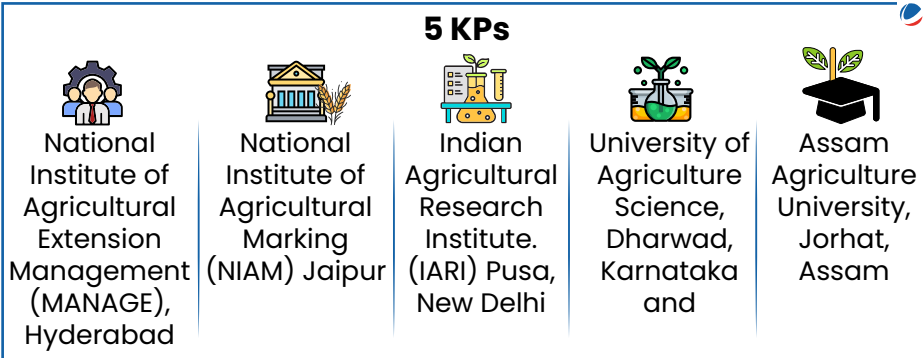 5 KPs
National
Institute of
Agricultural
Extension
Management
(MANAGE),
Hyderabad
National
Institute of
Agricultural
Marking
(NIAM) Jaipur
Indian
Agricultural
Research
Institute.
(IARI) Pusa,
New Delhi
University of
Agriculture
Science,
Dharwad,
Karnataka
and
Assam
Agriculture
University,
Jorhat,
Assam